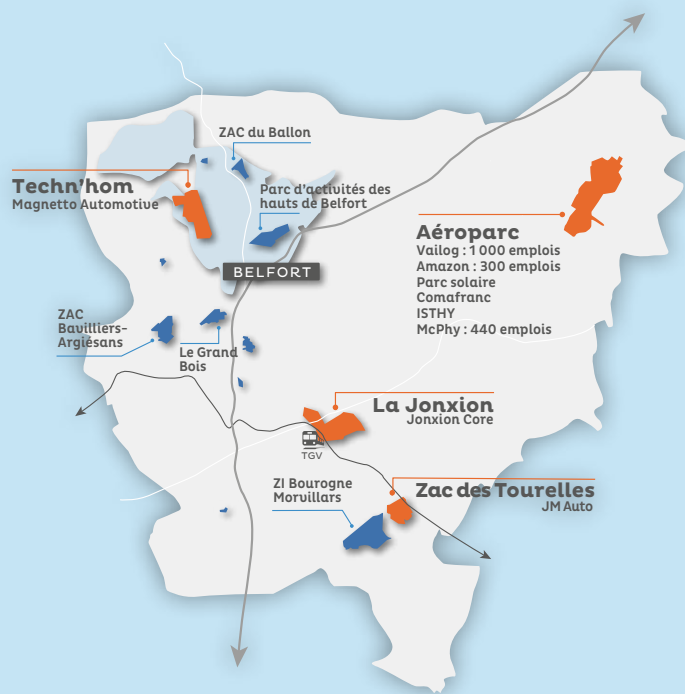 ZAC du Ballon
Techn'hom
Magnetto Automotive
Parc d'activités des
hauts de Belfort
Aéroparc
Vailog : 1 000 emplois
Amazon : 300 emplois
Parc solaire
Comafranc
ISTHY
McPhy : 440 emplois
BELFORT
ZAC
Bavilliers-
Argiésans
Le Grand
Bois
La Jonxion
Jonxion Core
TGV
ZI Bourogne
Morvillars
Zac des Tourelles
JM Auto